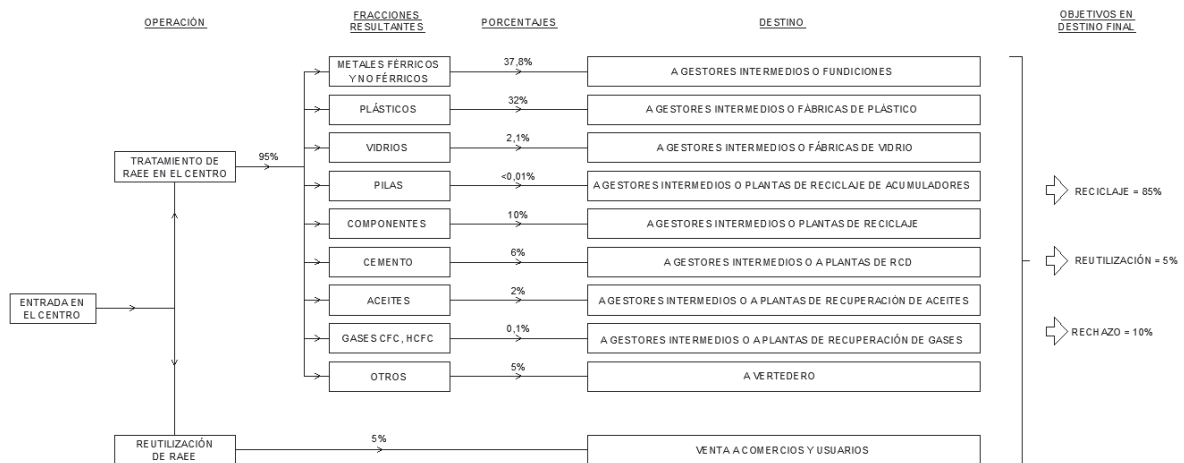 OPERACIÓN
FRACCIONES
RESULTANTES
PORCENTAJES
DESTINO
OBJETIVOS EN
DESTINO FINAL
METALES FÉRRICOS
Y NO FÉRRICOS
37,8%
A GESTORES INTERMEDIOS O FUNDICIONES
PLÁSTICOS
32%
A GESTORES INTERMEDIOS O FÁBRICAS DE PLÁSTICO
VIDRIOS
2,1%
A GESTORES INTERMEDIOS O FÁBRICAS DE VIDRIO
TRATAMIENTO DE
RAEE EN EL CENTRO
95%
PILAS
<0,01%
A GESTORES INTERMEDIOS O PLANTAS DE RECICLAJE DE ACUMULADORES
RECICLAJE = 85%
COMPONENTES
10%
A GESTORES INTERMEDIOS O PLANTAS DE RECICLAJE
CEMENTO
6%
A GESTORES INTERMEDIOS O A PLANTAS DE RCD
REUTILIZACIÓN = 5%
ENTRADA EN
EL CENTRO
ACEITES
2%
A GESTORES INTERMEDIOS O A PLANTAS DE RECUPERACIÓN DE ACEITES
GASES CFC, HCFC
0,1%
A GESTORES INTERMEDIOS O A PLANTAS DE RECUPERACIÓN DE GASES
RECHAZO = 10%
OTROS
5%
A VERTEDERO
REUTILIZACIÓN
DE RAEE
5%
VENTA A COMERCIOS Y USUARIOS